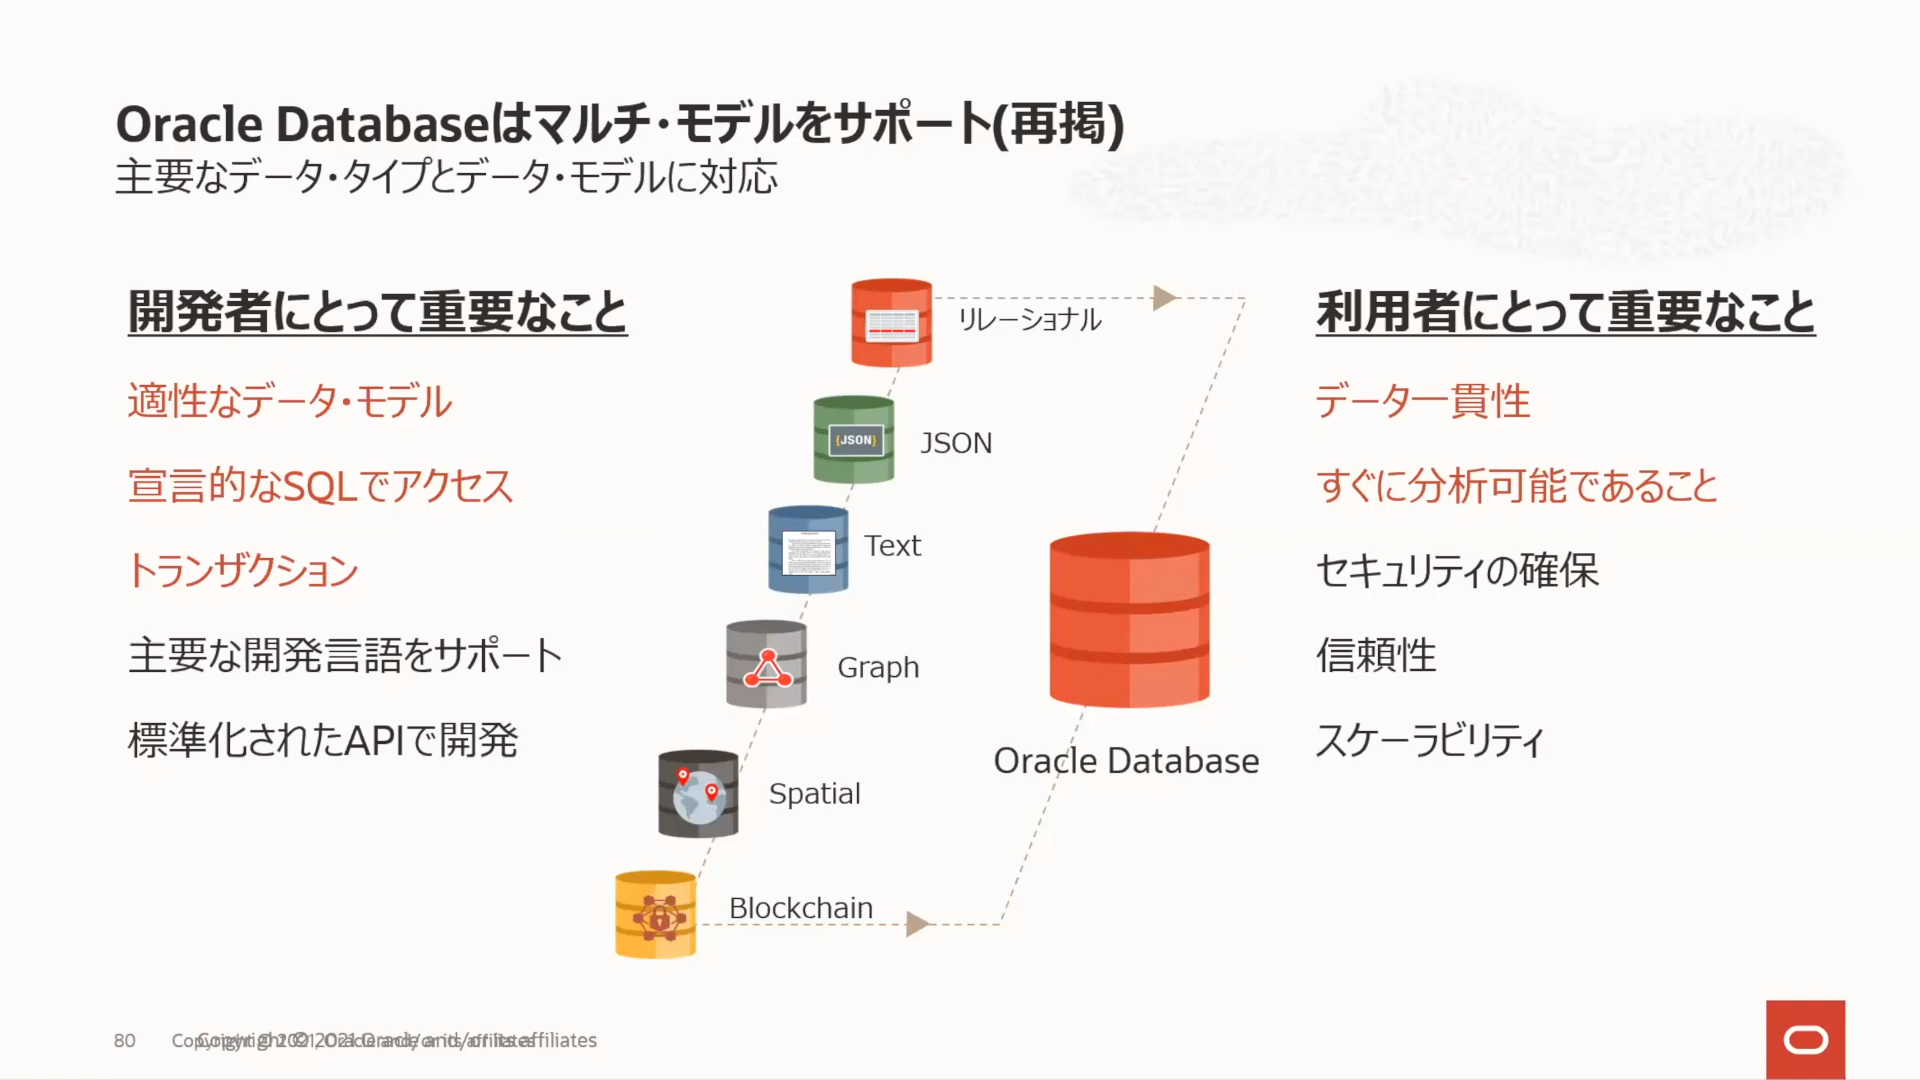 Oracle Databaseはマルチ・モデルをサポート(再掲)
主要なデータ・タイプとデータ・モデルに対応
開発者にとって重要なこと
適性なデータ・モデル
宣言的なSQLでアクセス
トランザクション
主要な開発言語をサポート
標準化されたAPIで開発
リレーショナル
{JSON}
JSON
Text
Graph
Spatial
Blockchain
Oracle Database
利用者にとって重要なこと
データ一貫性
すぐに分析可能であること
セキュリティの確保
信頼性
スケーラビリティ
80
Copyright © 2021 Oracle and/or its affiliates